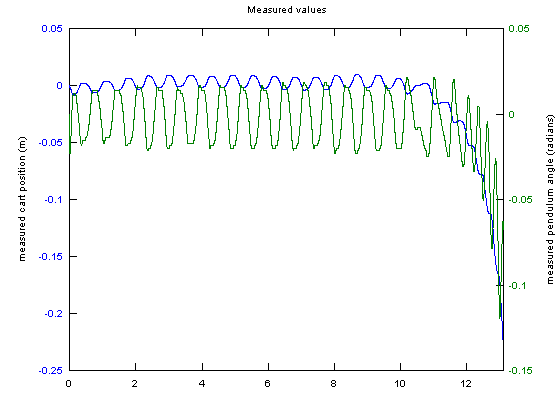 Measured values
0.05 0.05
0 0
-0.05 -0.05
-0.1 -0.1
-0.15 -0.15
-0.2
-0.25
measured cart position (m)
measured pendulum angle (radians)
0 2 4 6 8 10 12